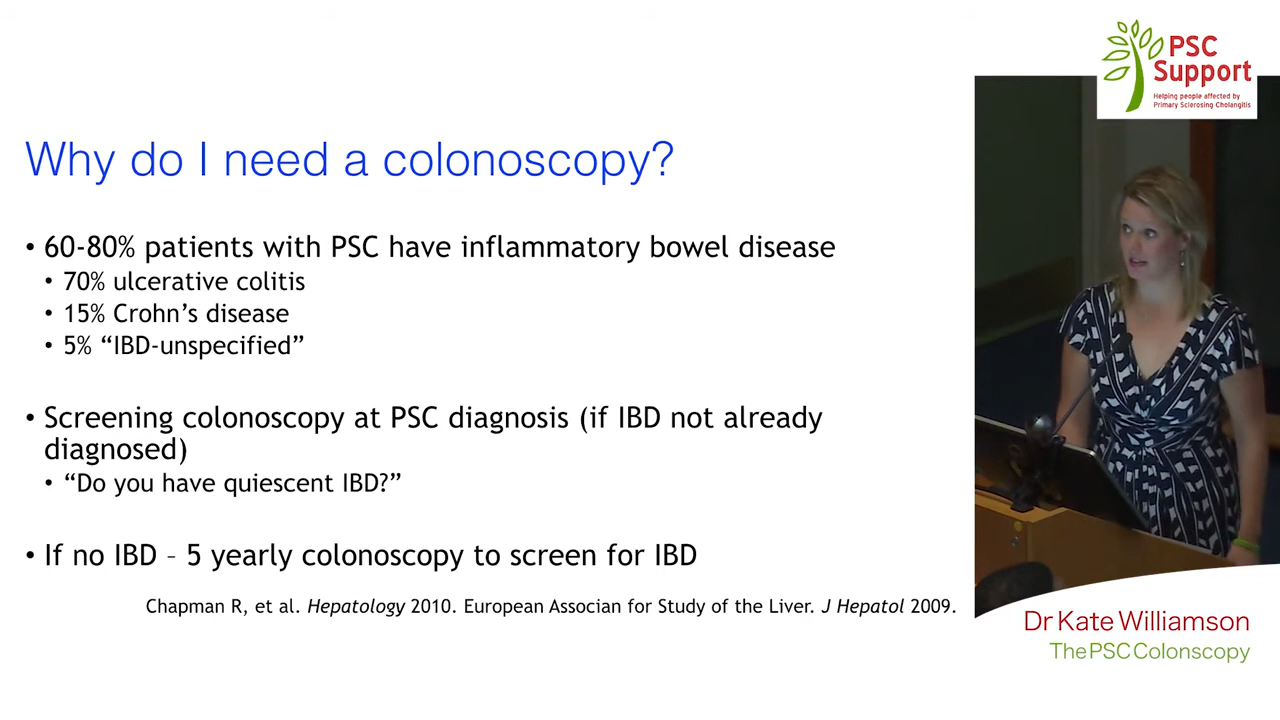 PSC
Support
Helping people affected by
Primary Sclerosing Cholangitis
Why do I need a colonoscopy?
• 60-80% patients with PSC have inflammatory bowel disease
• 70% ulcerative colitis
• 15% Crohn’s disease
• 5% “IBD-unspecified”
• Screening colonoscopy at PSC diagnosis (if IBD not already
diagnosed)
• “Do you have quiescent IBD?”
• If no IBD – 5 yearly colonoscopy to screen for IBD
Chapman R, et al. Hepatology 2010. European Associan for Study of the Liver. J Hepatol 2009.
Dr Kate Williamson
The PSC Colonscopy